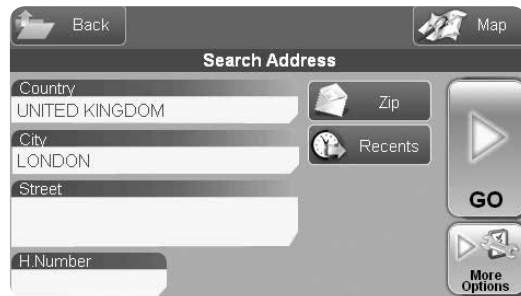 Back
Map
Search Address
Country
UNITED KINGDOM
Zip
City
LONDON
Recents
Street
GO
H.Number
More
Options